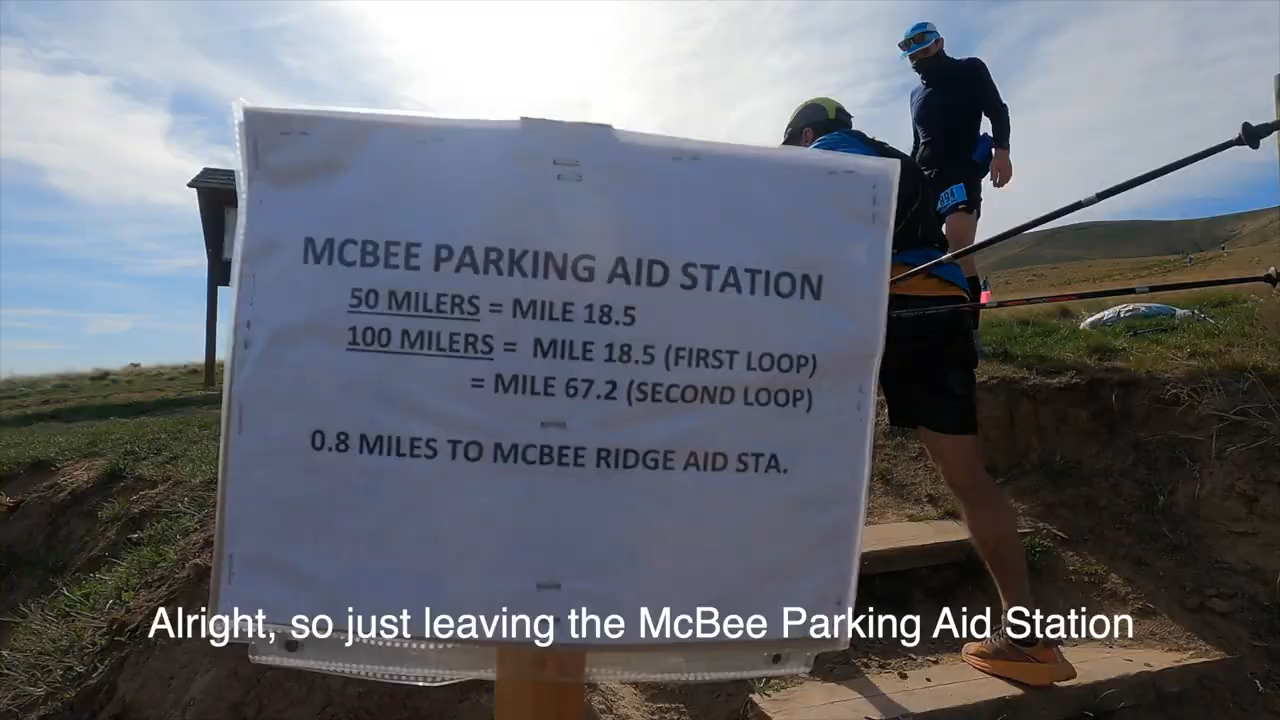 894
MCBEE PARKING AID STATION
50 MILERS = MILE 18.5
100 MILERS = MILE 18.5 (FIRST LOOP)
= MILE 67.2 (SECOND LOOP)
0.8 MILES TO MCBEE RIDGE AID STA.
Alright, so just leaving the McBee Parking Aid Station